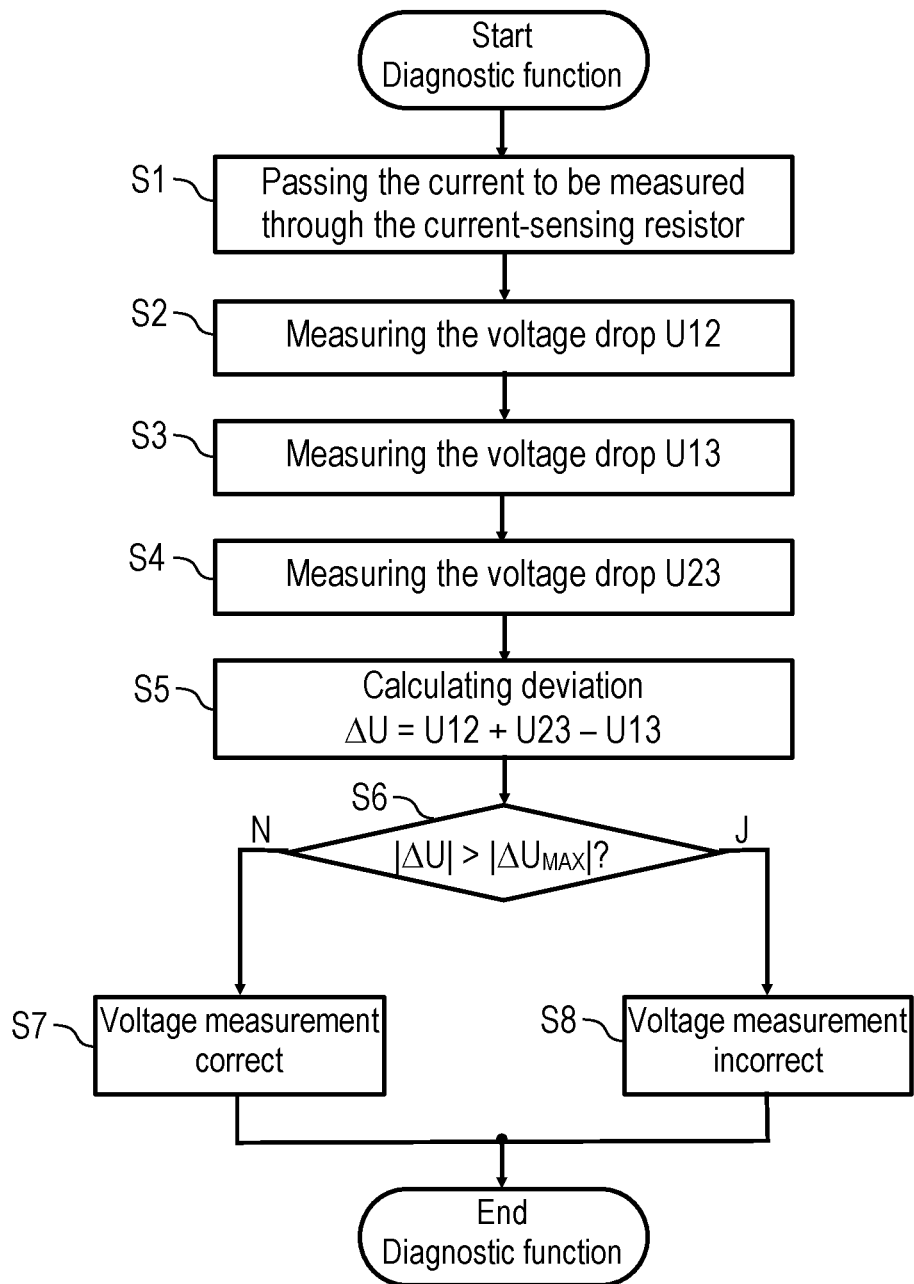 Start
Diagnostic function
S1
Passing the current to be measured
through the current-sensing resistor
S2
Measuring the voltage drop U12
S3
Measuring the voltage drop U13
S4
Measuring the voltage drop U23
S5
Calculating deviation
ΔU = U12 + U23 – U13
S6
N
|ΔU| > |ΔUMAX|?
J
S7
Voltage measurement
correct
S8
Voltage measurement
incorrect
End
Diagnostic function